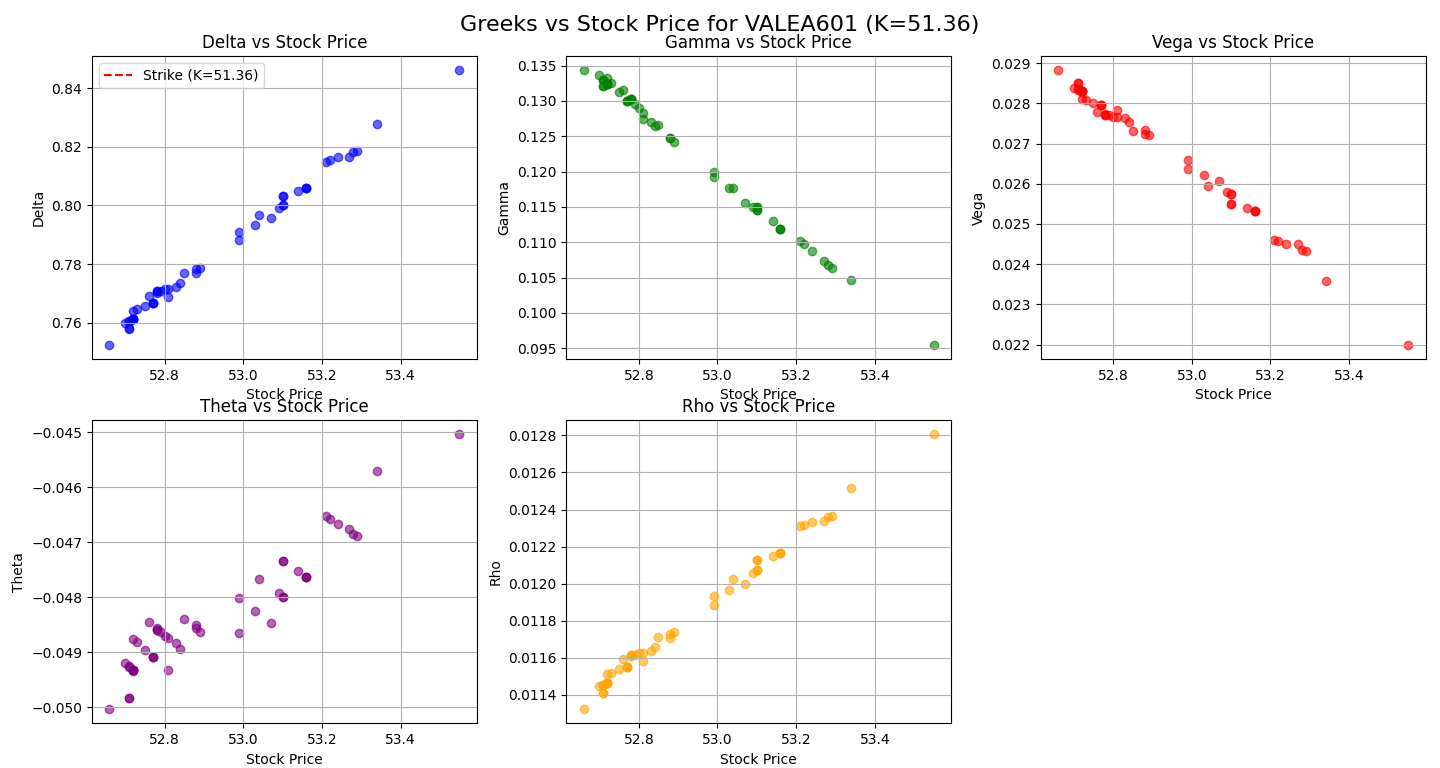 Greeks vs Stock Price for VALEA601 (K=51.36)
Delta vs Stock Price
Strike (K=51.36)
Delta
0.84
0.82
0.80
0.78
0.76
52.8 53.0 53.2 53.4
Stock Price
Gamma vs Stock Price
Gamma
0.135
0.130
0.125
0.120
0.115
0.110
0.105
0.100
0.095
52.8 53.0 53.2 53.4
Stock Price
Vega vs Stock Price
Vega
0.029
0.028
0.027
0.026
0.025
0.024
0.023
0.022
52.8 53.0 53.2 53.4
Stock Price
Theta vs Stock Price
Theta
−0.045
−0.046
−0.047
−0.048
−0.049
−0.050
52.8 53.0 53.2 53.4
Stock Price
Rho vs Stock Price
Rho
0.0128
0.0126
0.0124
0.0122
0.0120
0.0118
0.0116
0.0114
52.8 53.0 53.2 53.4
Stock Price